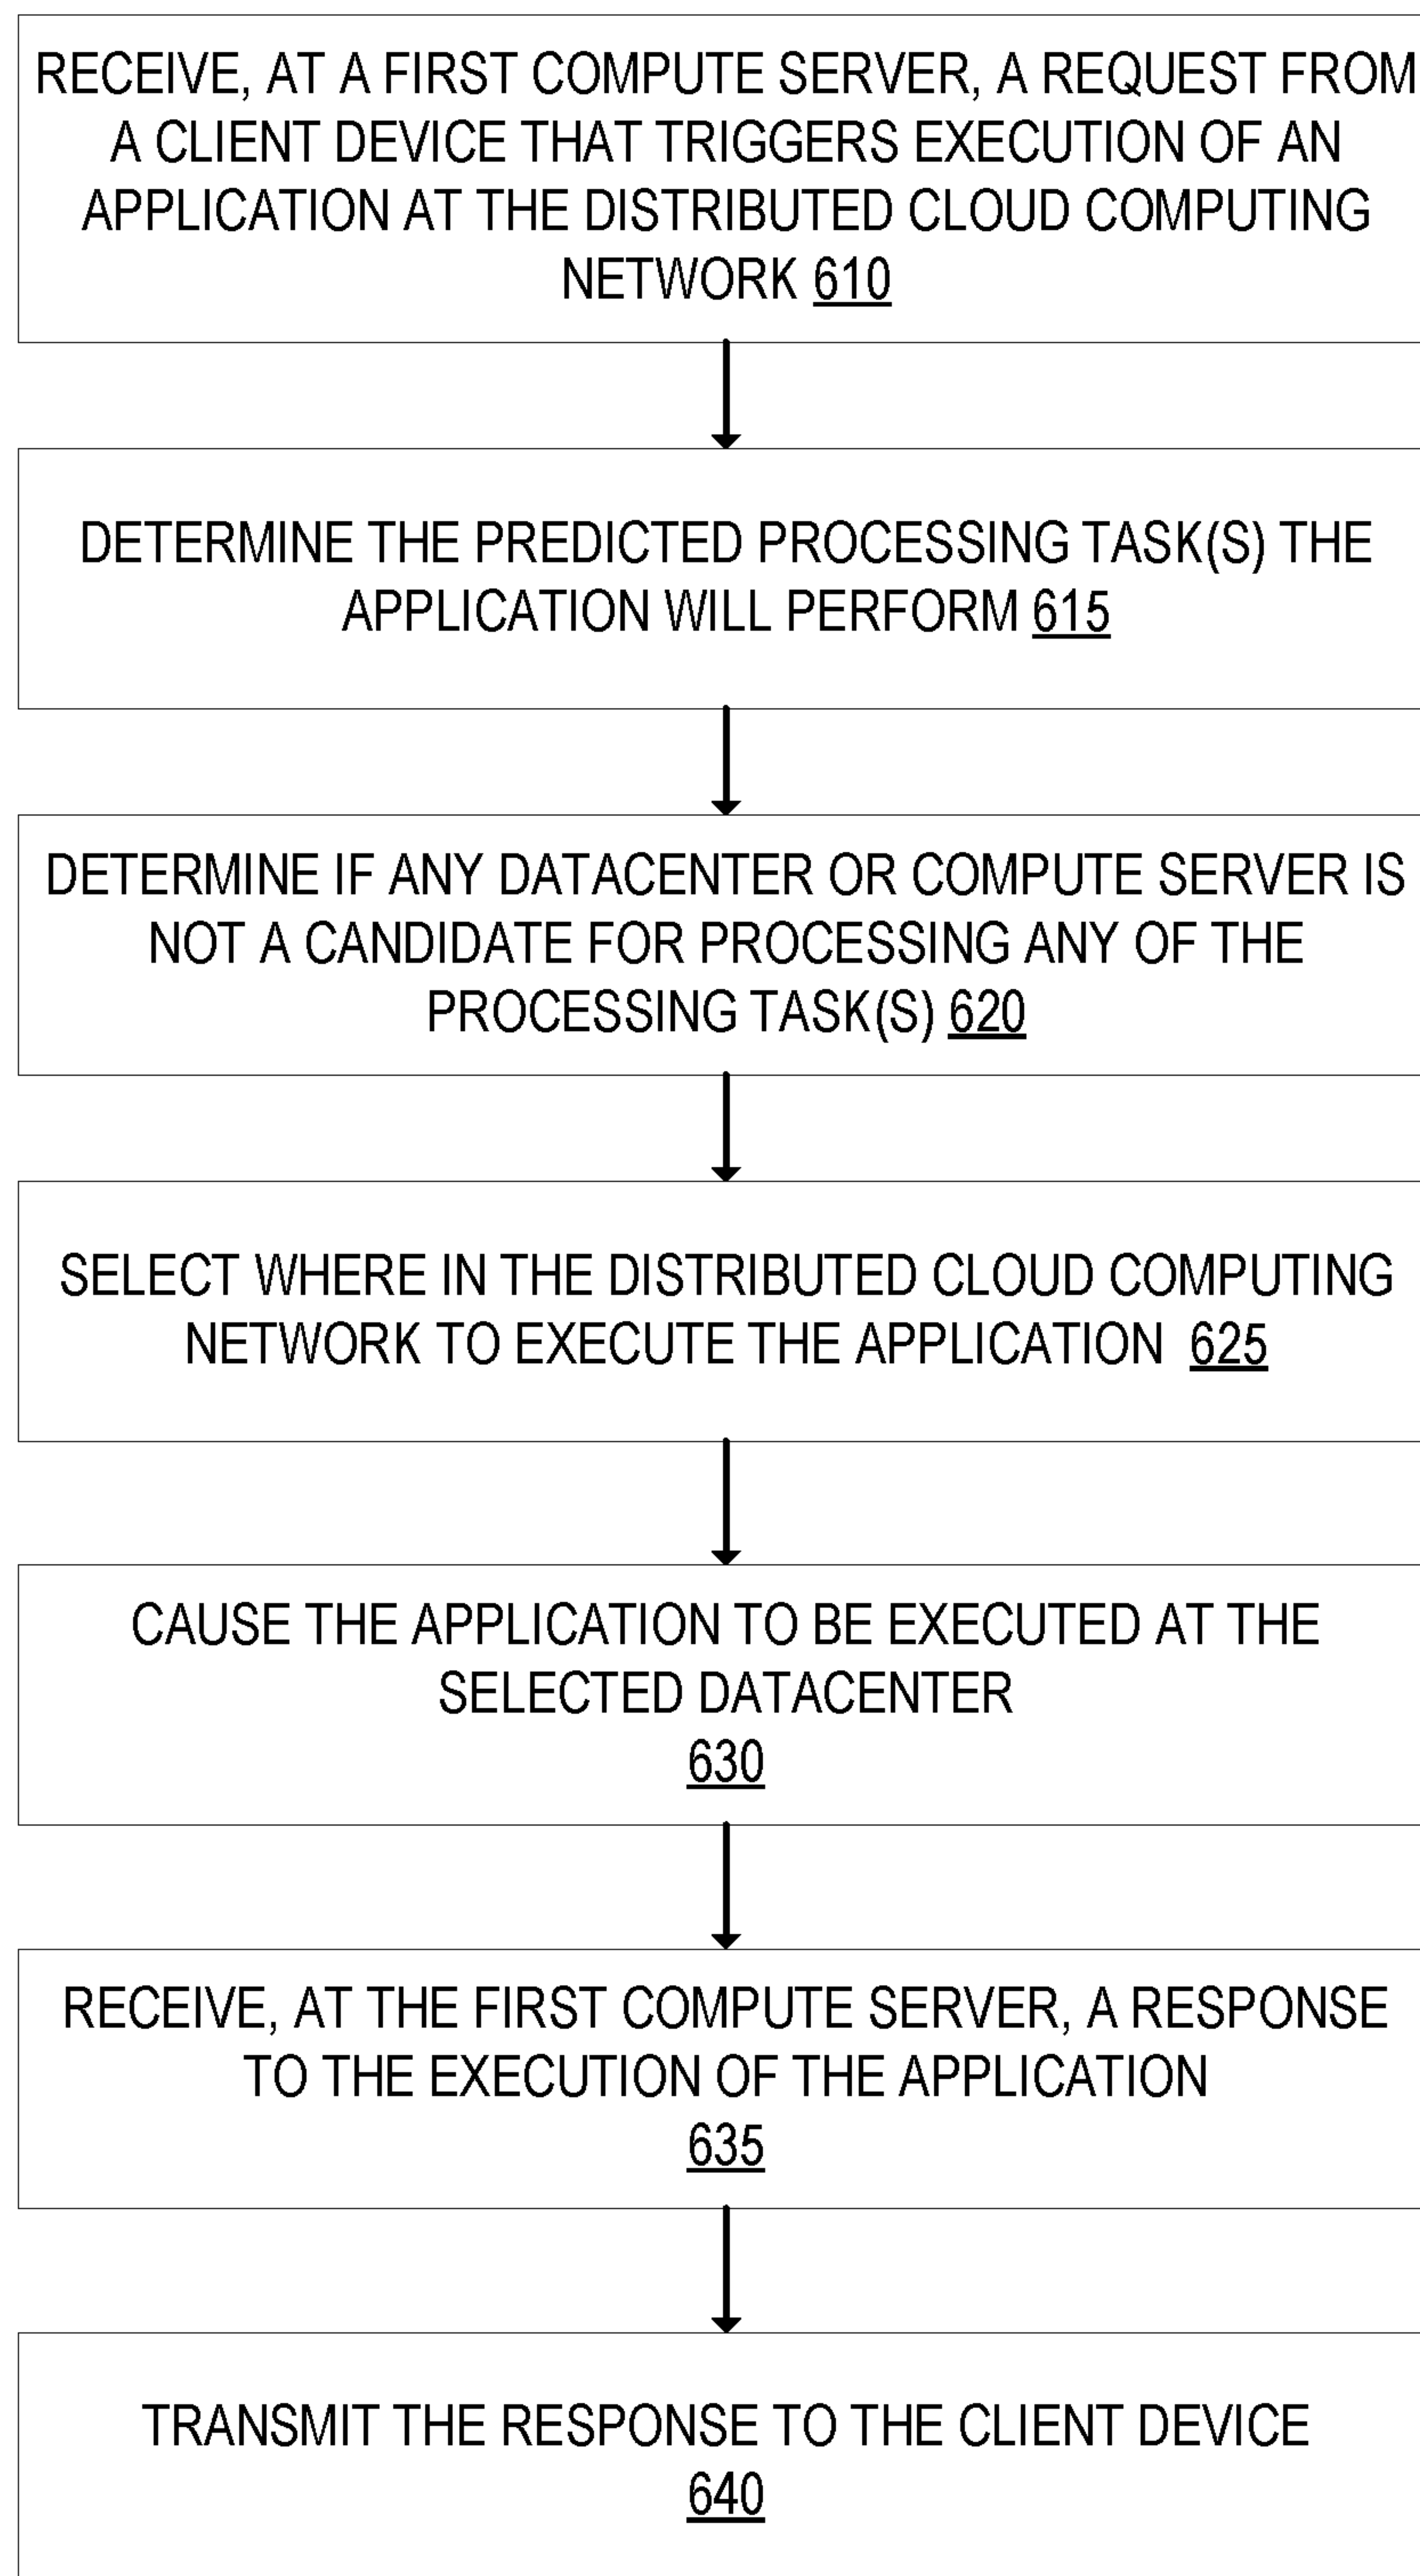 RECEIVE, AT A FIRST COMPUTE SERVER, A REQUEST FROM
A CLIENT DEVICE THAT TRIGGERS EXECUTION OF AN
APPLICATION AT THE DISTRIBUTED CLOUD COMPUTING
NETWORK 610
DETERMINE THE PREDICTED PROCESSING TASK(S) THE
APPLICATION WILL PERFORM 615
DETERMINE IF ANY DATACENTER OR COMPUTE SERVER IS
NOT A CANDIDATE FOR PROCESSING ANY OF THE
PROCESSING TASK(S) 620
SELECT WHERE IN THE DISTRIBUTED CLOUD COMPUTING
NETWORK TO EXECUTE THE APPLICATION 625
CAUSE THE APPLICATION TO BE EXECUTED AT THE
SELECTED DATACENTER
630
RECEIVE, AT THE FIRST COMPUTE SERVER, A RESPONSE
TO THE EXECUTION OF THE APPLICATION
635
TRANSMIT THE RESPONSE TO THE CLIENT DEVICE
640